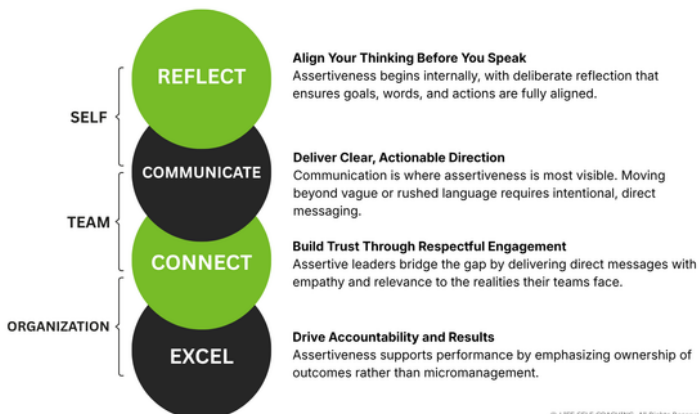 REFLECT
Align Your Thinking Before You Speak
Assertiveness begins internally, with deliberate reflection that
ensures goals, words, and actions are fully aligned.
SELF
COMMUNICATE
Deliver Clear, Actionable Direction
Communication is where assertiveness is most visible. Moving
beyond vague or rushed language requires intentional, direct
messaging.
TEAM
CONNECT
Build Trust Through Respectful Engagement
Assertive leaders bridge the gap by delivering direct messages with
empathy and relevance to the realities their teams face.
ORGANIZATION
EXCEL
Drive Accountability and Results
Assertiveness supports performance by emphasizing ownership of
outcomes rather than micromanagement.